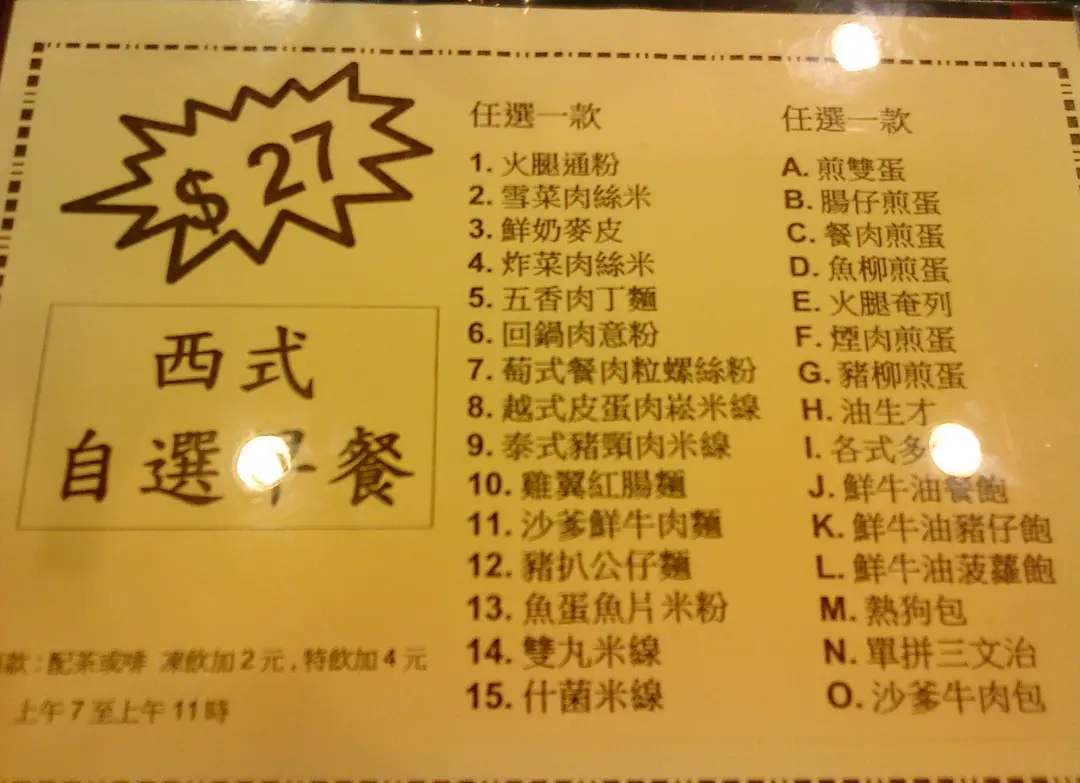 $ 27
西式
自選早餐
款:配茶或啡 凍飲加2元,特飲加4元
上午7至上午11時
任選一款
1. 火腿通粉
2. 雪菜肉絲米
3. 鮮奶麥皮
4. 炸菜肉絲米
5. 五香肉丁麵
6. 回鍋肉意粉
7. 萄式餐肉粒螺絲粉
8. 越式皮蛋肉崧米線
9. 泰式豬頸肉米線
10. 雞翼紅腸麵
11. 沙爹鮮牛肉麵
12. 豬扒公仔麵
13. 魚蛋魚片米粉
14. 雙丸米線
15. 什菌米線
任選一款
A. 煎雙蛋
B. 腸仔煎蛋
C. 餐肉煎蛋
D. 魚柳煎蛋
E. 火腿奄列
F. 煙肉煎蛋
G. 豬柳煎蛋
H. 油生才
I. 各式多
J. 鮮牛油餐飽
K. 鮮牛油豬仔飽
L. 鮮牛油菠蘿飽
M. 熱狗包
N. 單拼三文治
O. 沙爹牛肉包